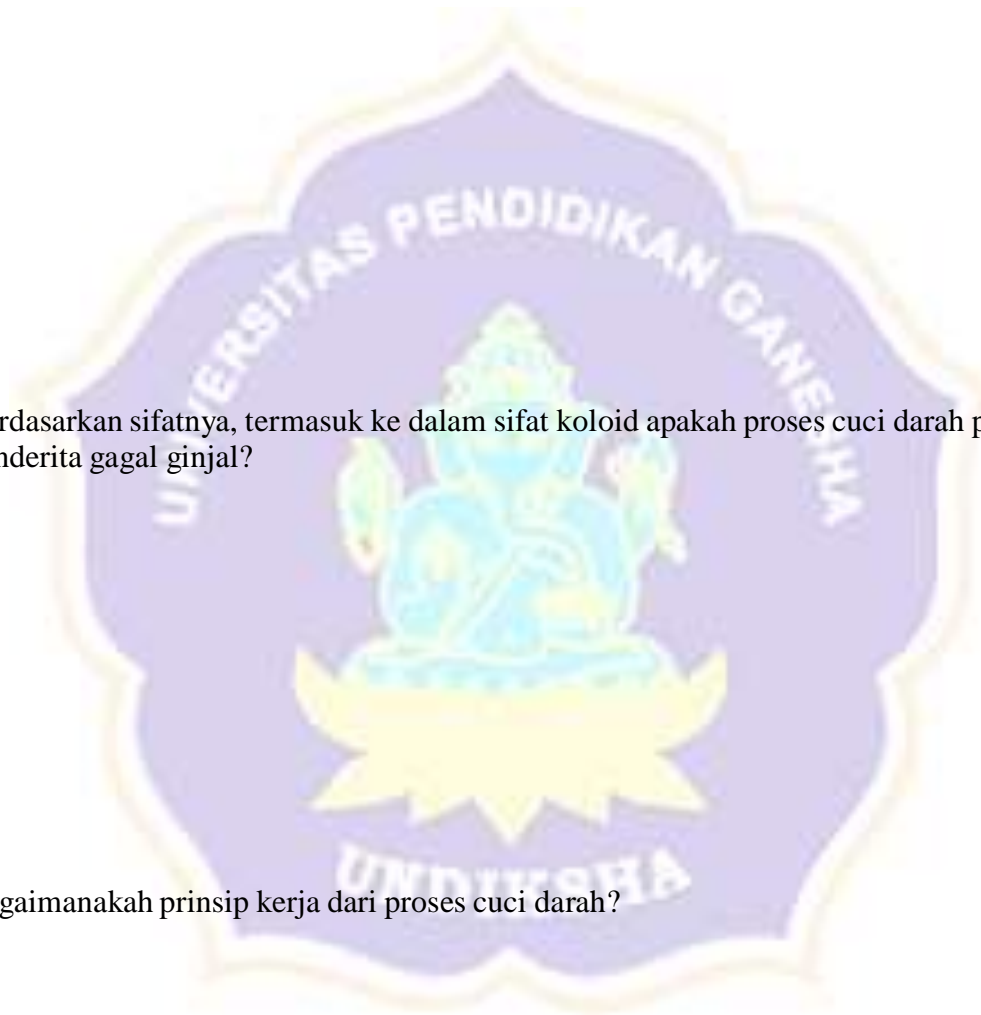 UNIVERSITAS PENDIDIKAN GANESHA
rdasarkan sifatnya, termasuk ke dalam sifat koloid apakah proses cuci darah p
nderita gagal ginjal?
UNDIKSHA
gaimanakah prinsip kerja dari proses cuci darah?